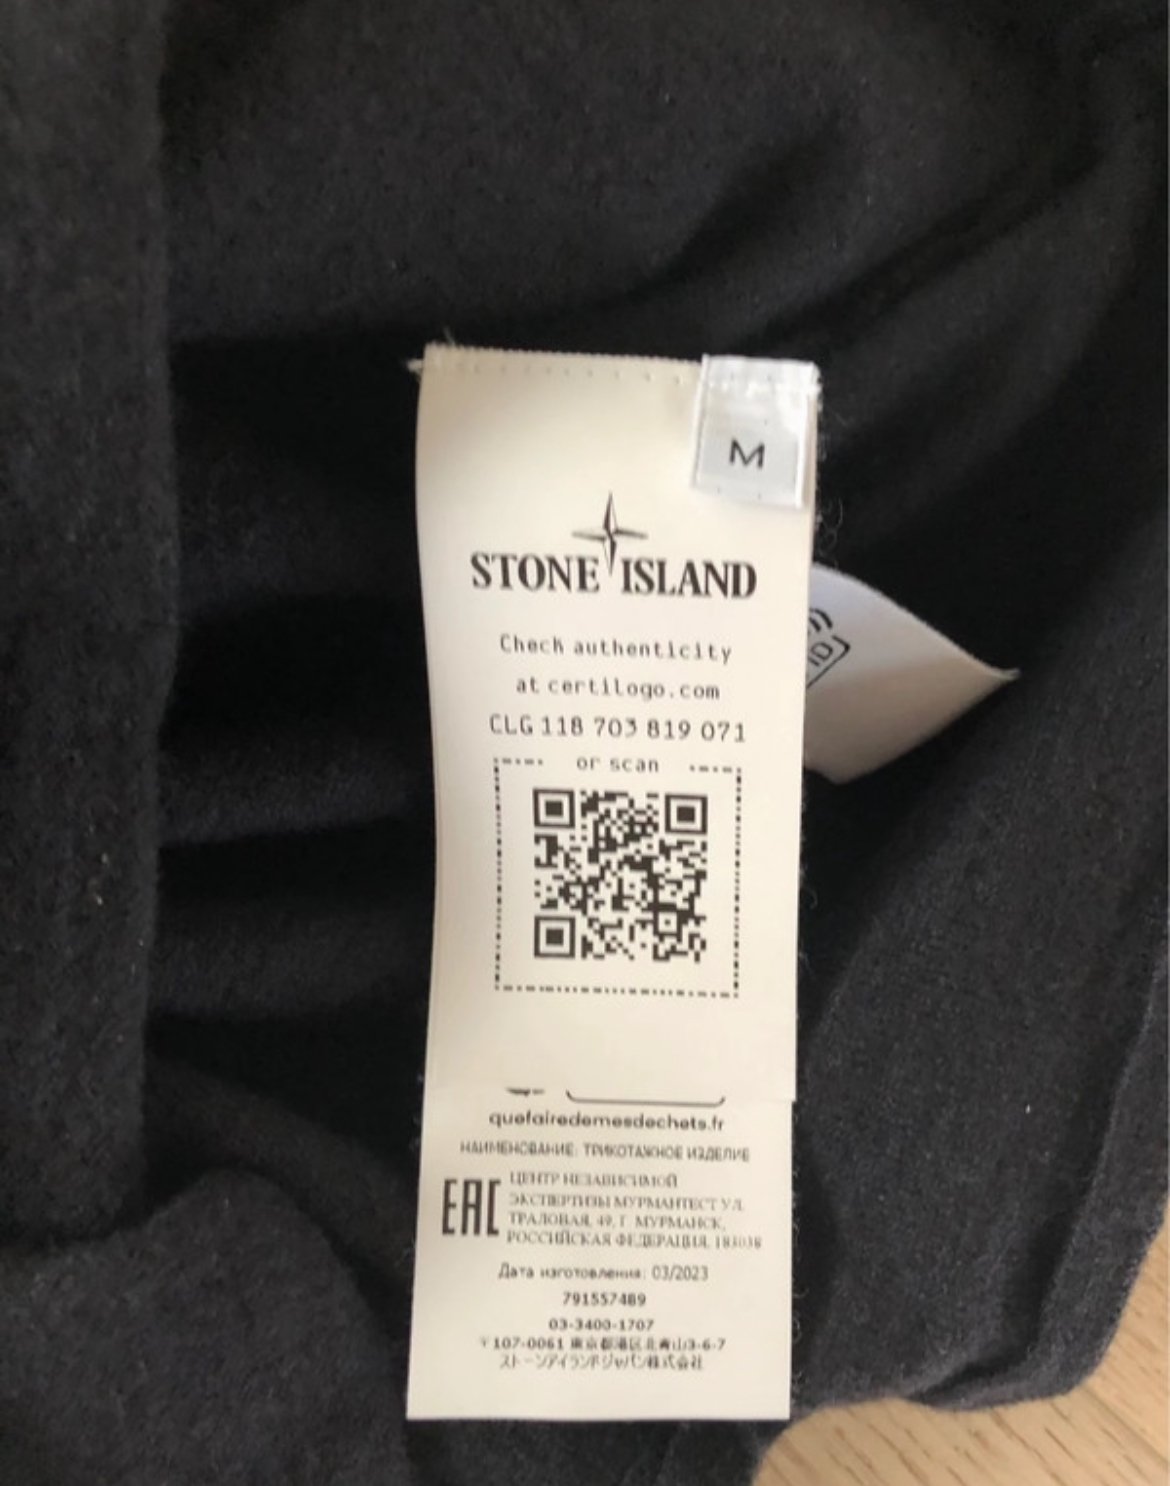 M
STONE ISLAND
Check authenticity
at certilogo.com
CLG 118 703 819 071
or scan
ID
quefairedemesdechets.fr
НАИМЕНОВАНИЕ: ТРИКОТАЖНОЕ ИЗДЕЛИЕ
EAC
ЦЕНТР НЕЗАВИСИМОЙ
ЭКСПЕРТИЗЫ МУРМАНТЕСТ УЛ.
ТРАЛОВАЯ, 49, Г. МУРМАНСК,
РОССИЙСКАЯ ФЕДЕРАЦИЯ, 183038
Дата изготовления: 03/2023
791557489
03-3400-1707
〒107-0061 東京都港区北青山3-6-7
ストーンアイランドジャパン株式会社